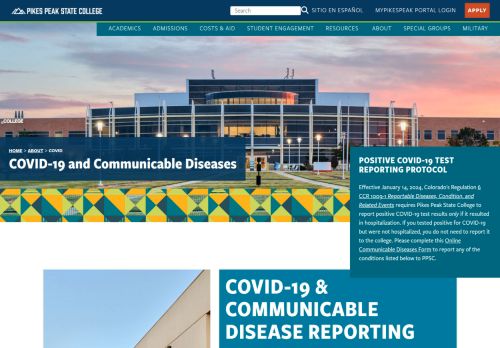 PIKES PEAK STATE COLLEGE
Search
SITIO EN ESPAÑOL
MYPIKESPEAK PORTAL LOGIN
APPLY
ACADEMICS ADMISSIONS COSTS & AID STUDENT ENGAGEMENT RESOURCES ABOUT SPECIAL GROUPS MILITARY
COLLEGE
HOME > ABOUT > COVID
COVID-19 and Communicable Diseases
POSITIVE COVID-19 TEST
REPORTING PROTOCOL
Effective January 14, 2024, Colorado's Regulation 6
CCR 1009-1 Reportable Diseases, Condition, and
Related Events requires Pikes Peak State College to
report positive COVID-19 test results only if it resulted
in hospitalization. If you tested positive for COVID-19
but were not hospitalized, you do not need to report it
to the college. Please complete this Online
Communicable Diseases Form to report any of the
conditions listed below to PPSC.
COVID-19 &
COMMUNICABLE
DISEASE REPORTING